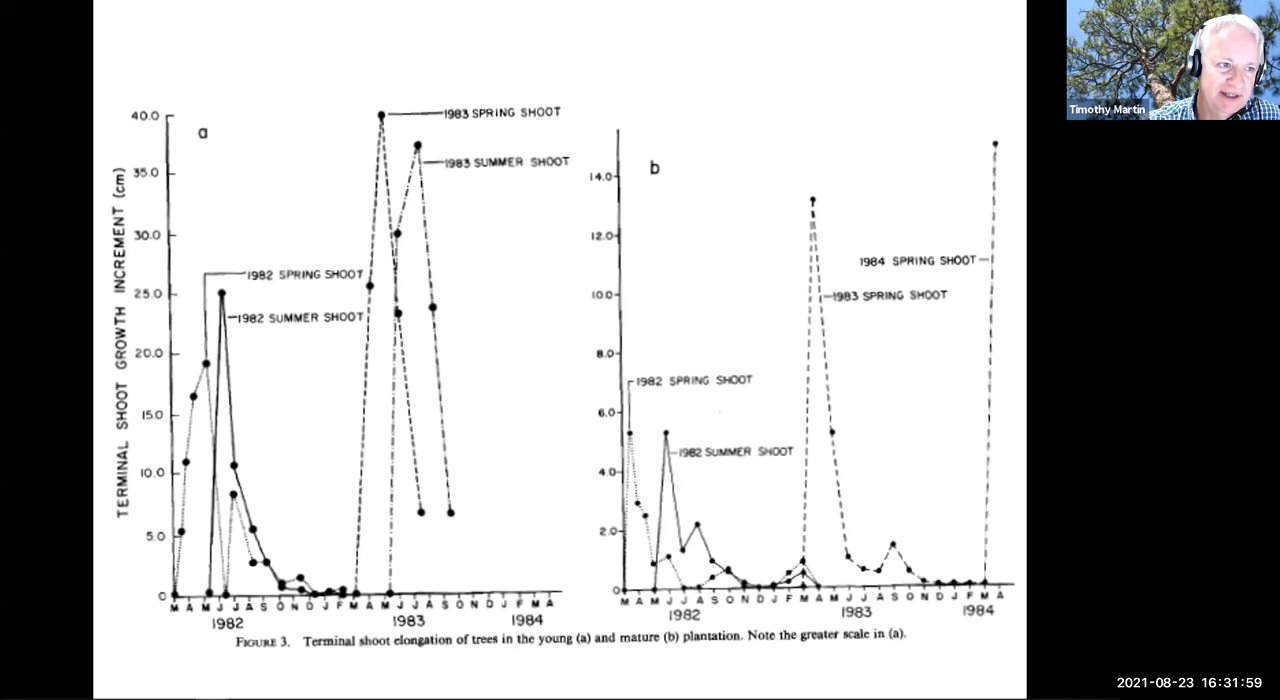 Timothy Martin
a
TERMINAL SHOOT GROWTH INCREMENT (cm)
40.0
35.0
30.0
25.0
20.0
15.0
10.0
5.0
0
1983 SPRING SHOOT
1983 SUMMER SHOOT
1982 SPRING SHOOT
1982 SUMMER SHOOT
M A M J J A S O N D J F M A M J J A S O N D J F M A
1982 1983 1984
b
14.0
12.0
10.0
8.0
6.0
4.0
2.0
0
1984 SPRING SHOOT
1983 SPRING SHOOT
1982 SPRING SHOOT
1982 SUMMER SHOOT
M A M J J A S O N D J F M A M J J A S O N D J F M A
1982 1983 1984
FIGURE 3. Terminal shoot elongation of trees in the young (a) and mature (b) plantation. Note the greater scale in (a).
2021-08-23 16:31:59